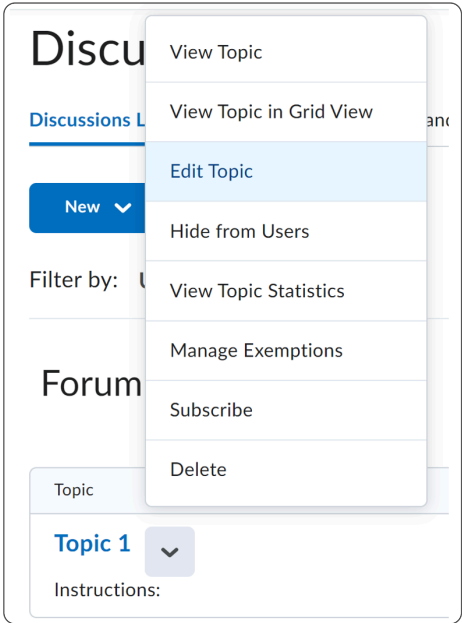 Discu
View Topic
Discussions L
View Topic in Grid View
Edit Topic
New
Hide from Users
Filter by:
View Topic Statistics
Manage Exemptions
Forum
Subscribe
Delete
Topic
Topic 1
Instructions: